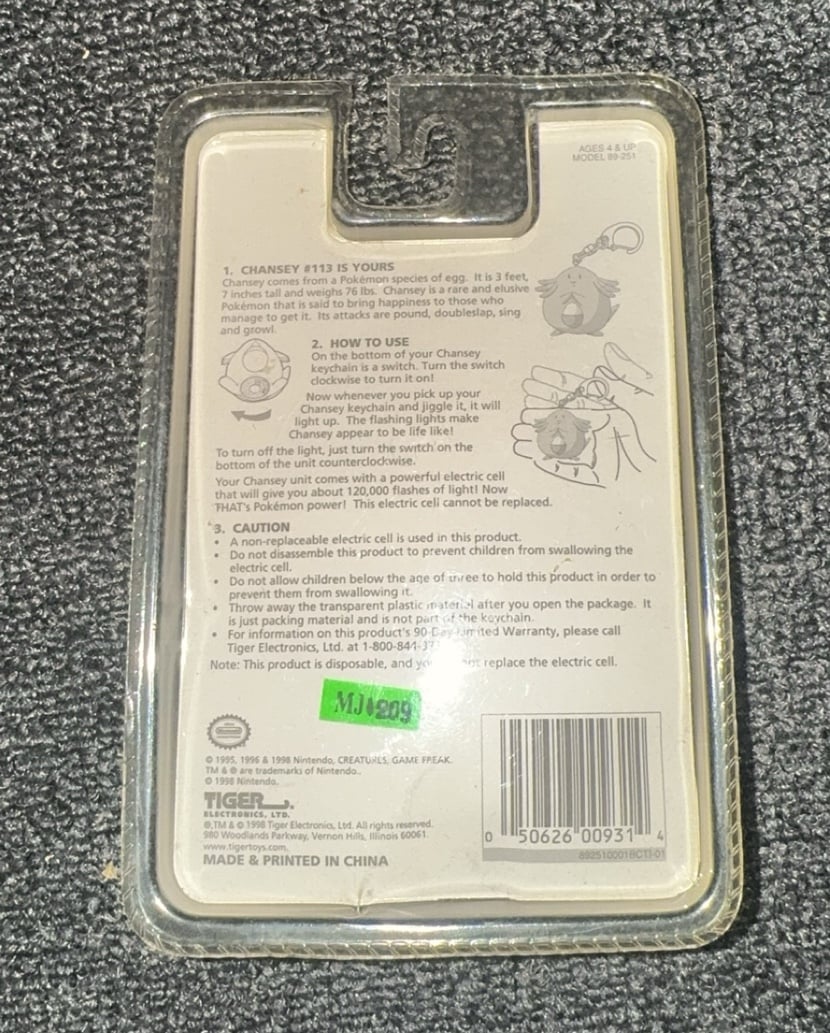 AGES 4 & UP
MODEL 89-251
1. CHANSEY #113 IS YOURS
Chansey comes from a Pokémon species of egg. It is 3 feet,
7 inches tall and weighs 76 lbs. Chansey is a rare and elusive
Pokémon that is said to bring happiness to those who
manage to get it. Its attacks are pound, doubleslap, sing
and growl.
2. HOW TO USE
On the bottom of your Chansey
keychain is a switch. Turn the switch
clockwise to turn it on!
Now whenever you pick up your
Chansey keychain and jiggle it, it will
light up. The flashing lights make
Chansey appear to be life like!
To turn off the light, just turn the switch on the
bottom of the unit counterclockwise.
Your Chansey unit comes with a powerful electric cell
that will give you about 120,000 flashes of light! Now
THAT's Pokémon power! This electric cell cannot be replaced.
3. CAUTION
• A non-replaceable electric cell is used in this product.
• Do not disassemble this product to prevent children from swallowing the
electric cell.
• Do not allow children below the age of three to hold this product in order to
prevent them from swallowing it.
• Throw away the transparent plastic material after you open the package. It
is just packing material and is not part of the keychain.
• For information on this product's 90-Day Limited Warranty, please call
Tiger Electronics, Ltd. at 1-800-844-37
Note: This product is disposable, and replace the electric cell.
MJ 209
© 1995, 1996 & 1998 Nintendo, CREATURES, GAME FREAK.
TM & ® are trademarks of Nintendo..
© 1998 Nintendo.
TIGER
ELECTRONICS, LTD.
®,TM & © 1998 Tiger Electronics, Ltd. All rights reserved.
980 Woodlands Parkway, Vernon Hills, Illinois 60061.
www.tigertoys.com.
MADE & PRINTED IN CHINA
0 50626 00931 4